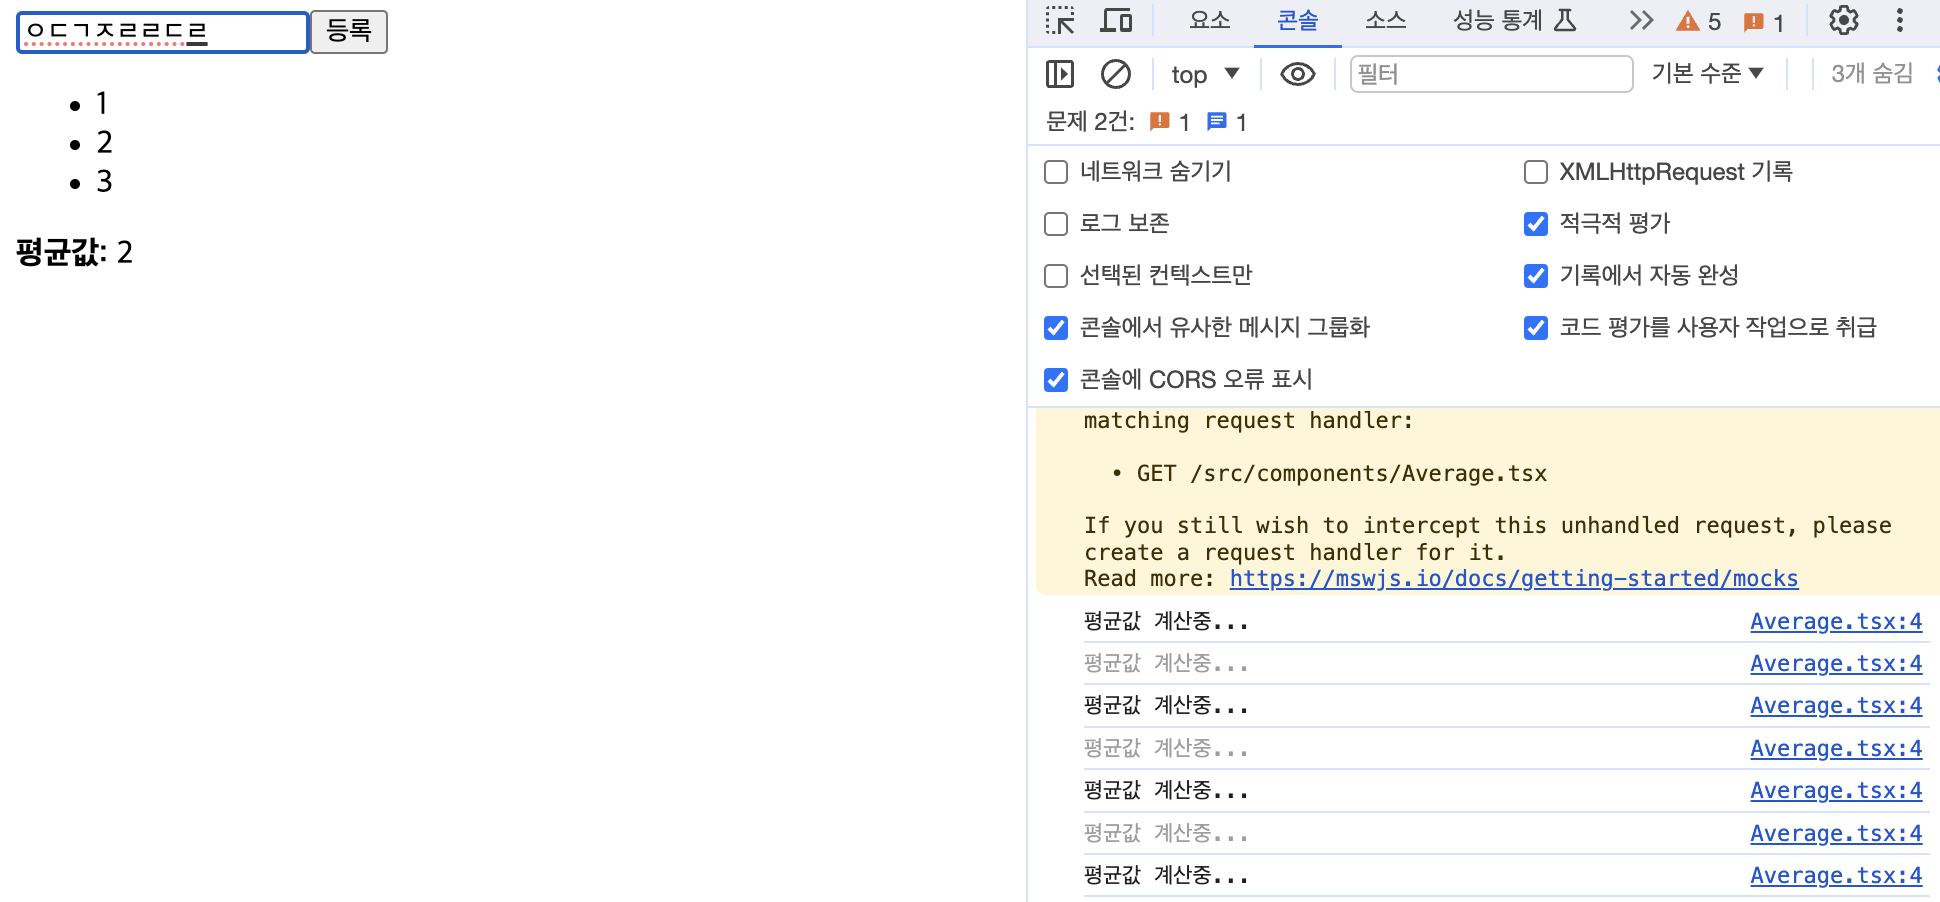 ㅇㄷㄱㅈㄹㄹㄷㄹ 등록
1
2
3
평균값: 2
요소 콘솔 소스 성능 통계 5 1
top 필터 기본 수준 3개 숨김
문제 2건: 1 1
네트워크 숨기기 XMLHttpRequest 기록
로그 보존 적극적 평가
선택된 컨텍스트만 기록에서 자동 완성
콘솔에서 유사한 메시지 그룹화 코드 평가를 사용자 작업으로 취급
콘솔에 CORS 오류 표시
matching request handler:
• GET /src/components/Average.tsx
If you still wish to intercept this unhandled request, please
create a request handler for it.
Read more: https://mswjs.io/docs/getting-started/mocks
평균값 계산중... Average.tsx:4
평균값 계산중... Average.tsx:4
평균값 계산중... Average.tsx:4
평균값 계산중... Average.tsx:4
평균값 계산중... Average.tsx:4
평균값 계산중... Average.tsx:4
평균값 계산중... Average.tsx:4